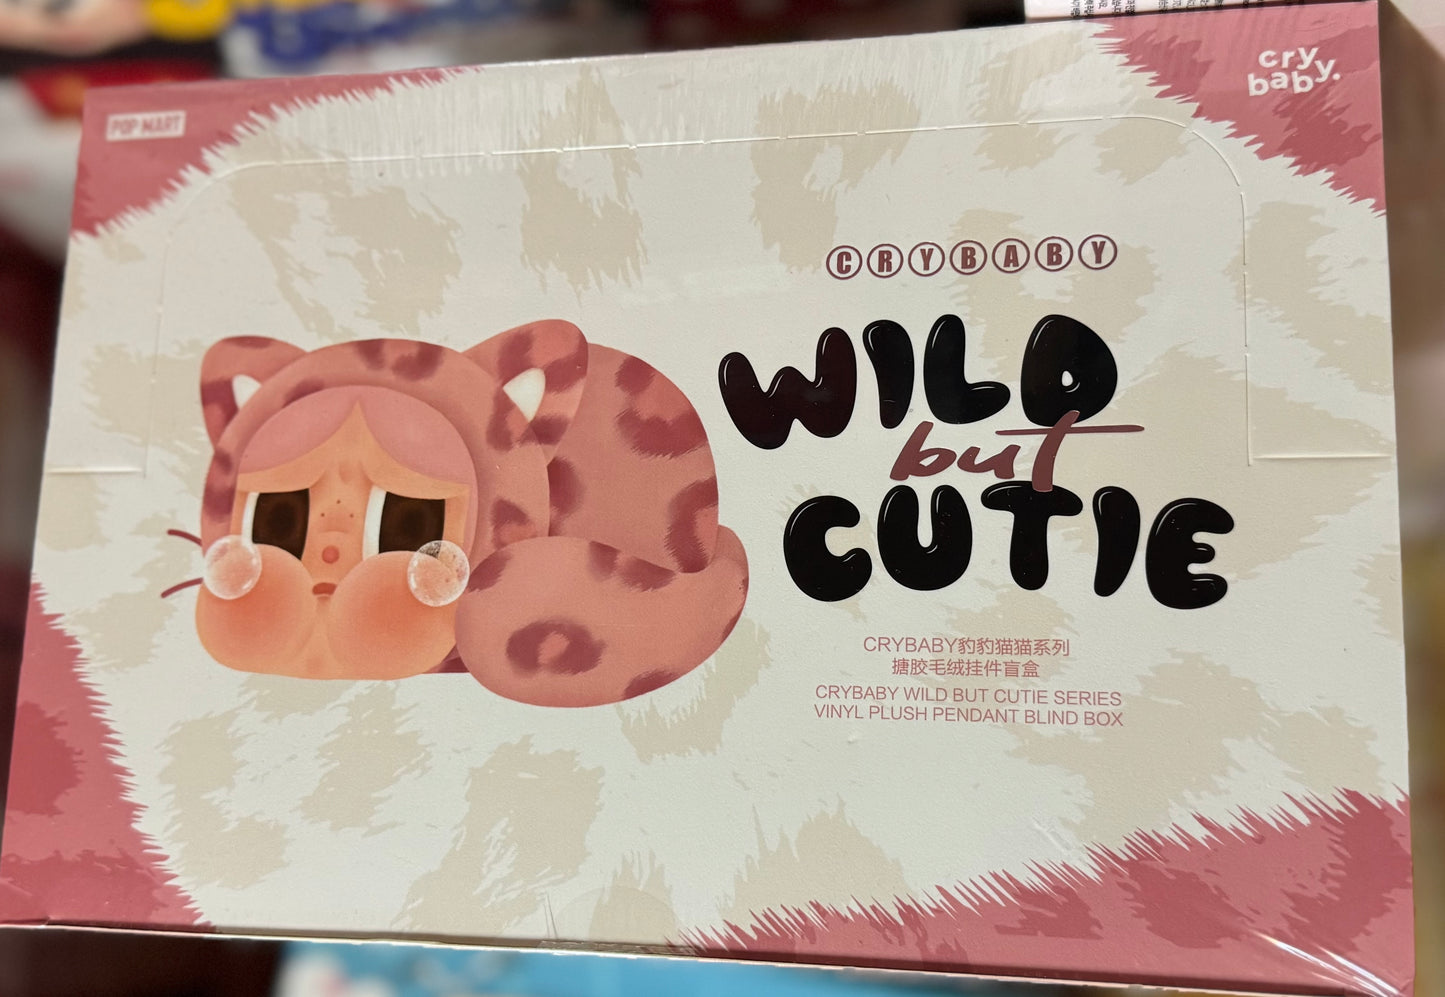 POP MART
cry
baby.
CRYBABY
WILD
but
CUTIE
CRYBABY豹豹猫猫系列
搪胶毛绒挂件盲盒
CRYBABY WILD BUT CUTIE SERIES
VINYL PLUSH PENDANT BLIND BOX